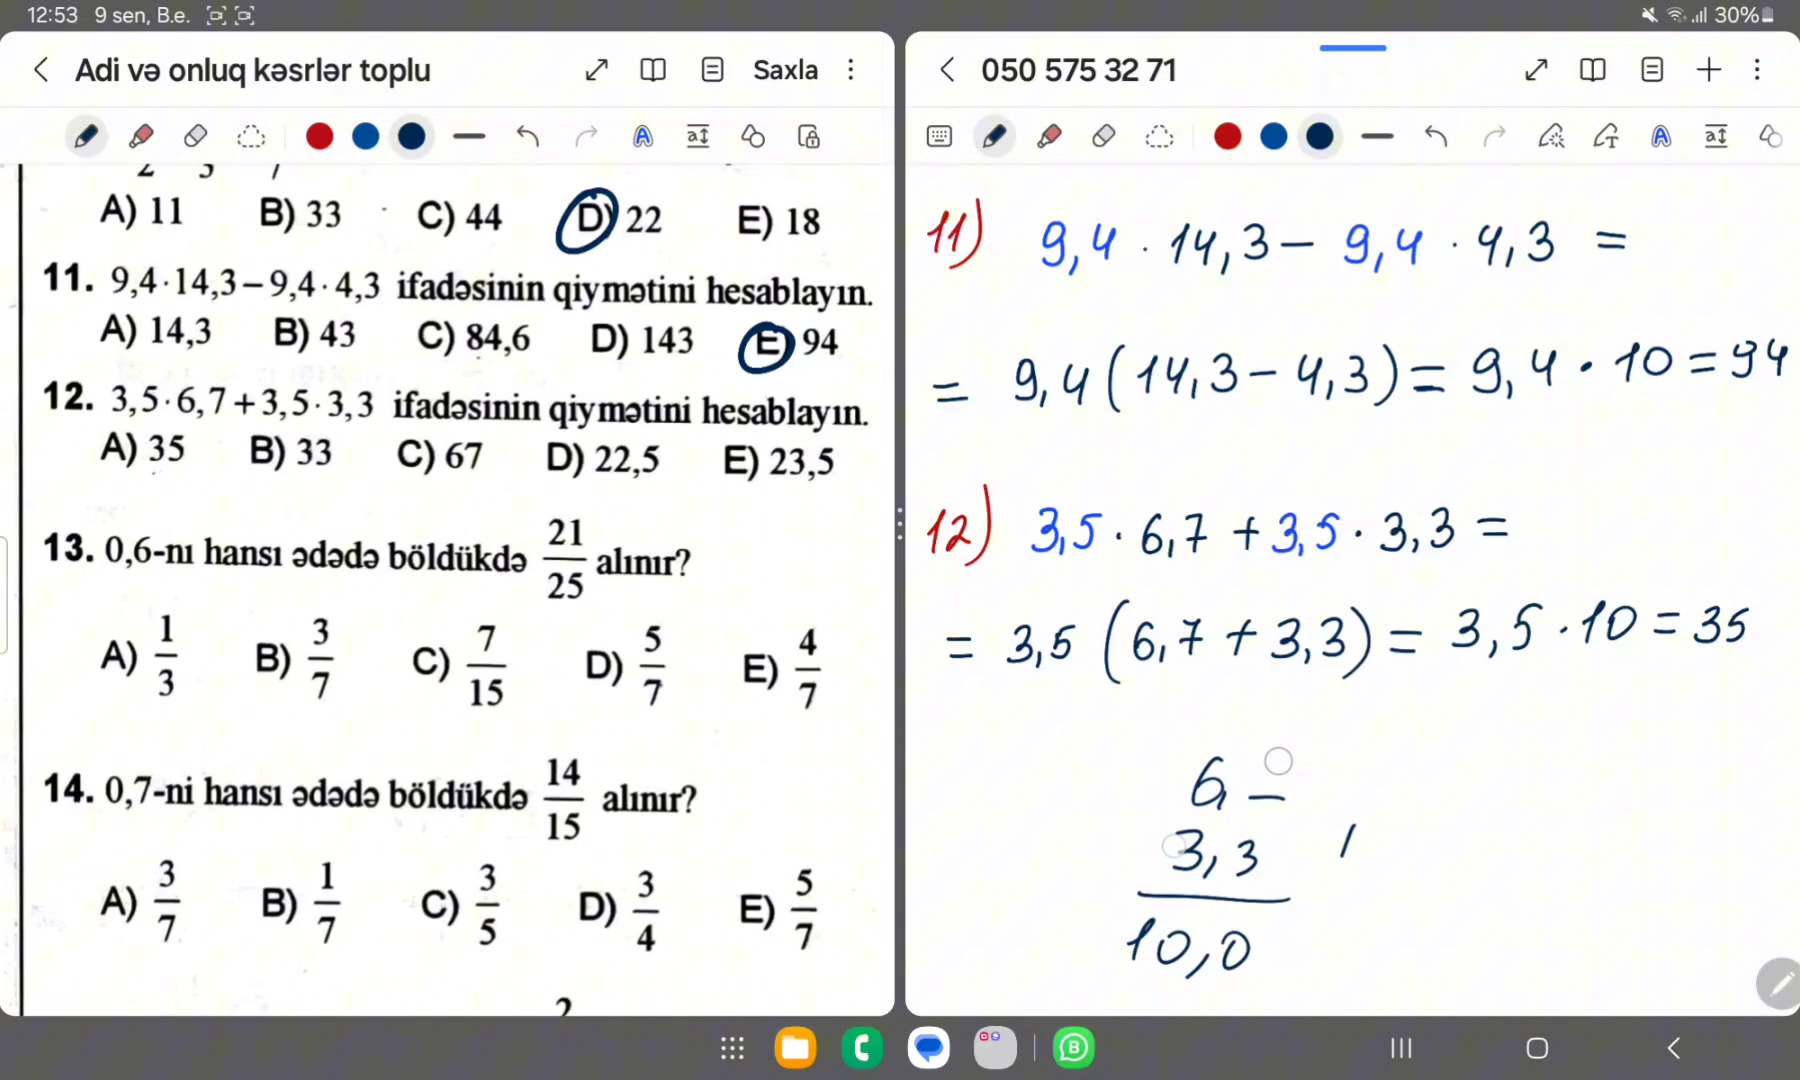 12:53 9 sen, B.e. 30%
Adi və onluq kəsrlər toplu Saxla
A) 11 B) 33 C) 44 D) 22 E) 18
11. 9,4·14,3−9,4·4,3 ifadəsinin qiymətini hesablayın.
A) 14,3 B) 43 C) 84,6 D) 143 E) 94
12. 3,5·6,7+3,5·3,3 ifadəsinin qiymətini hesablayın.
A) 35 B) 33 C) 67 D) 22,5 E) 23,5
13. 0,6-nı hansı ədədə böldükdə 21/25 alınır?
A) 1/3 B) 3/7 C) 7/15 D) 5/7 E) 4/7
14. 0,7-ni hansı ədədə böldükdə 14/15 alınır?
A) 3/7 B) 1/7 C) 3/5 D) 3/4 E) 5/7
050 575 32 71
11) 9,4 · 14,3 − 9,4 · 4,3 =
= 9,4 (14,3 − 4,3) = 9,4 · 10 = 94
12) 3,5 · 6,7 + 3,5 · 3,3 =
= 3,5 (6,7 + 3,3) = 3,5 · 10 = 35
6,
3,3
10,0